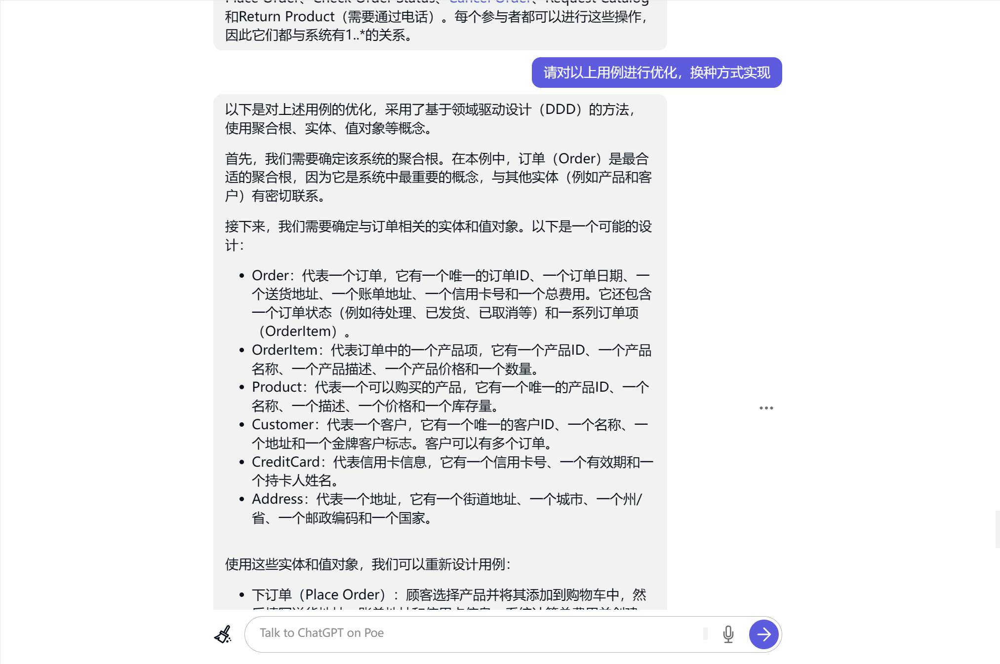 Place Order、Check Order Status、Cancel Order、Request Catalog
和Return Product（需要通过电话）。每个参与者都可以进行这些操作，
因此它们都与系统有1..*的关系。
请对以上用例进行优化，换种方式实现
以下是对上述用例的优化，采用了基于领域驱动设计（DDD）的方法，
使用聚合根、实体、值对象等概念。
首先，我们需要确定该系统的聚合根。在本例中，订单（Order）是最合
适的聚合根，因为它是系统中最重要的概念，与其他实体（例如产品和客
户）有密切联系。
接下来，我们需要确定与订单相关的实体和值对象。以下是一个可能的设
计：
• Order：代表一个订单，它有一个唯一的订单ID、一个订单日期、一
个送货地址、一个账单地址、一个信用卡号和一个总费用。它还包含
一个订单状态（例如待处理、已发货、已取消等）和一系列订单项
（OrderItem）。
• OrderItem：代表订单中的一个产品项，它有一个产品ID、一个产品
名称、一个产品描述、一个产品价格和一个数量。
• Product：代表一个可以购买的产品，它有一个唯一的产品ID、一个
名称、一个描述、一个价格和一个库存量。
• Customer：代表一个客户，它有一个唯一的客户ID、一个名称、一
个地址和一个金牌客户标志。客户可以有多个订单。
• CreditCard：代表信用卡信息，它有一个信用卡号、一个有效期和一
个持卡人姓名。
• Address：代表一个地址，它有一个街道地址、一个城市、一个州/
省、一个邮政编码和一个国家。
使用这些实体和值对象，我们可以重新设计用例：
• 下订单（Place Order）：顾客选择产品并将其添加到购物车中，然
Talk to ChatGPT on Poe